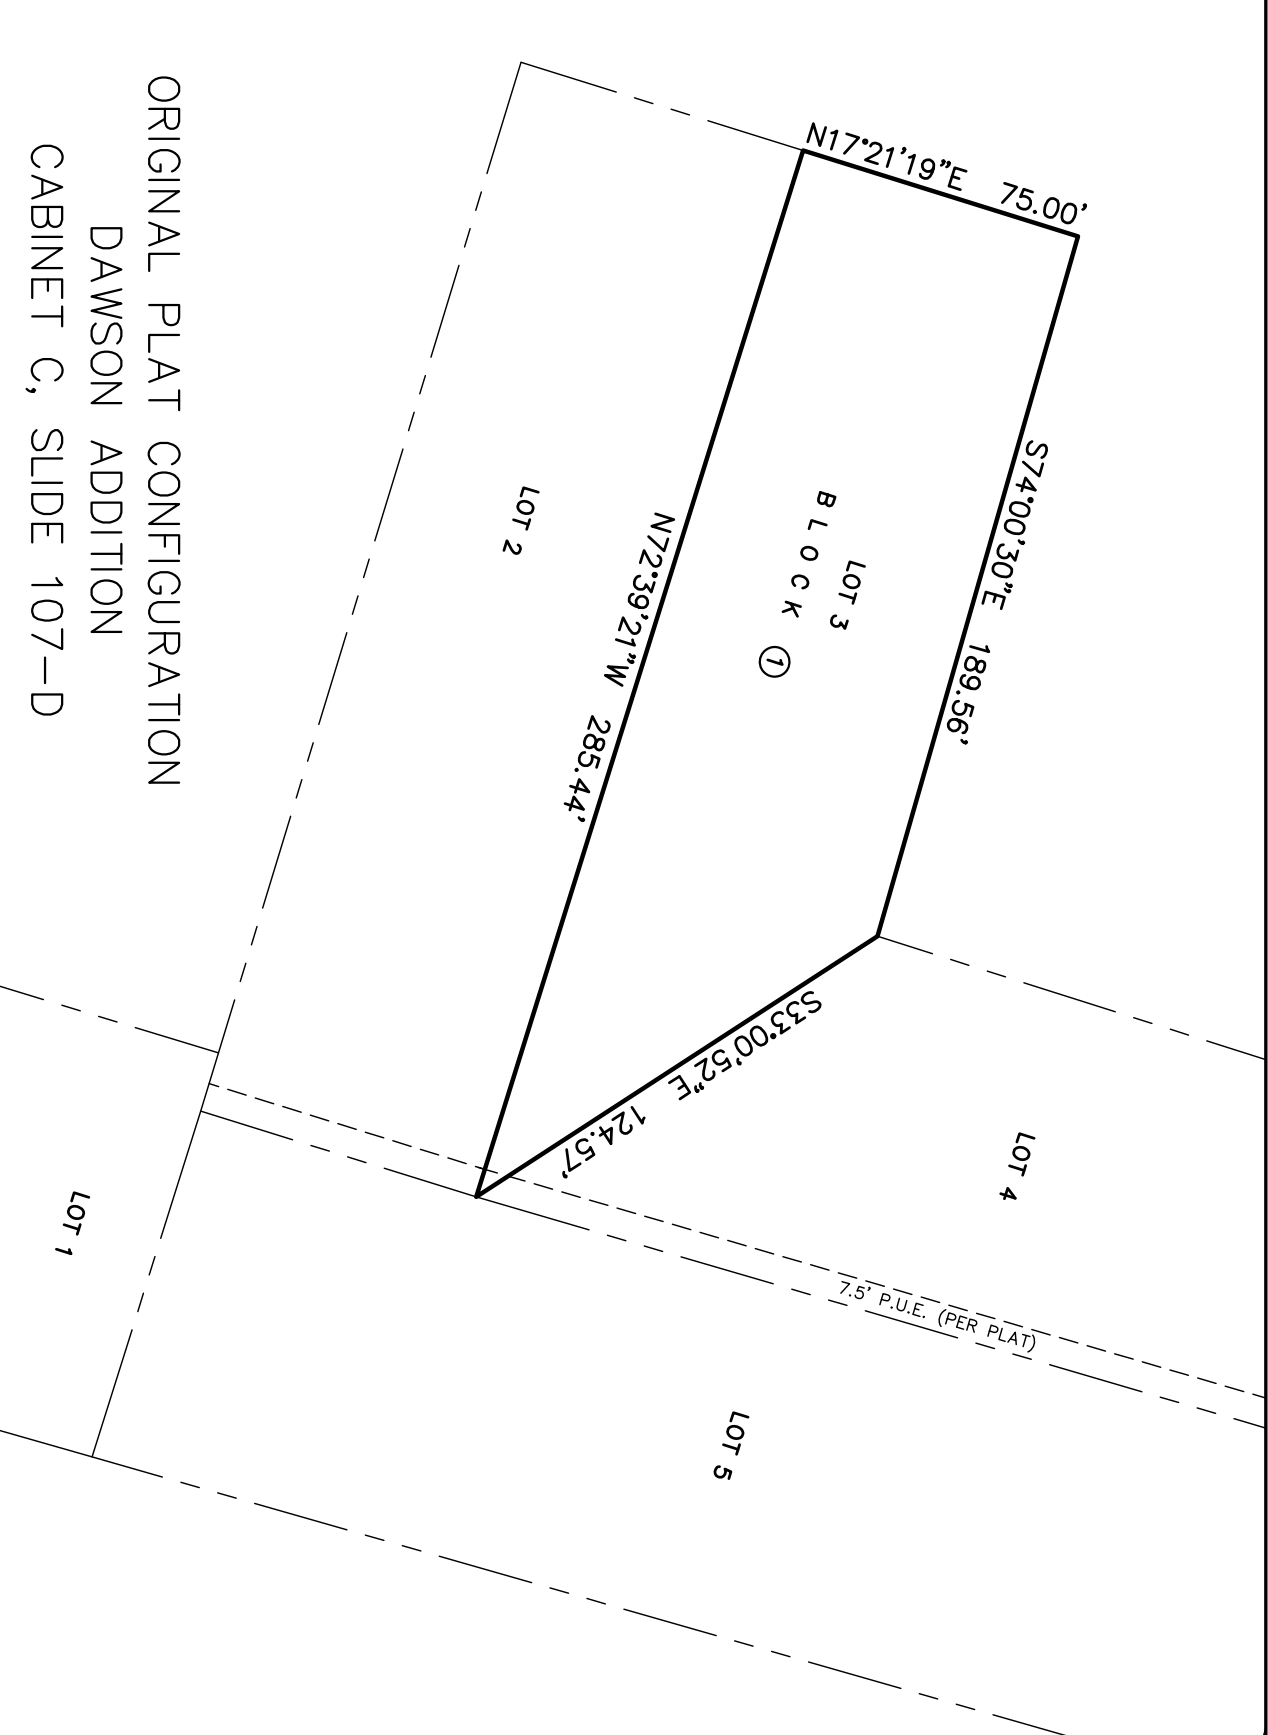 N17°21'19"E 75.00'
S74°00'30"E 189.56'
LOT 3
BLOCK 1
N72°39'21"W 285.44'
LOT 2
S33°00'52"E 124.57'
LOT 4
7.5' P.U.E. (PER PLAT)
LOT 5
LOT 1
ORIGINAL PLAT CONFIGURATION
DAWSON ADDITION
CABINET C, SLIDE 107-D